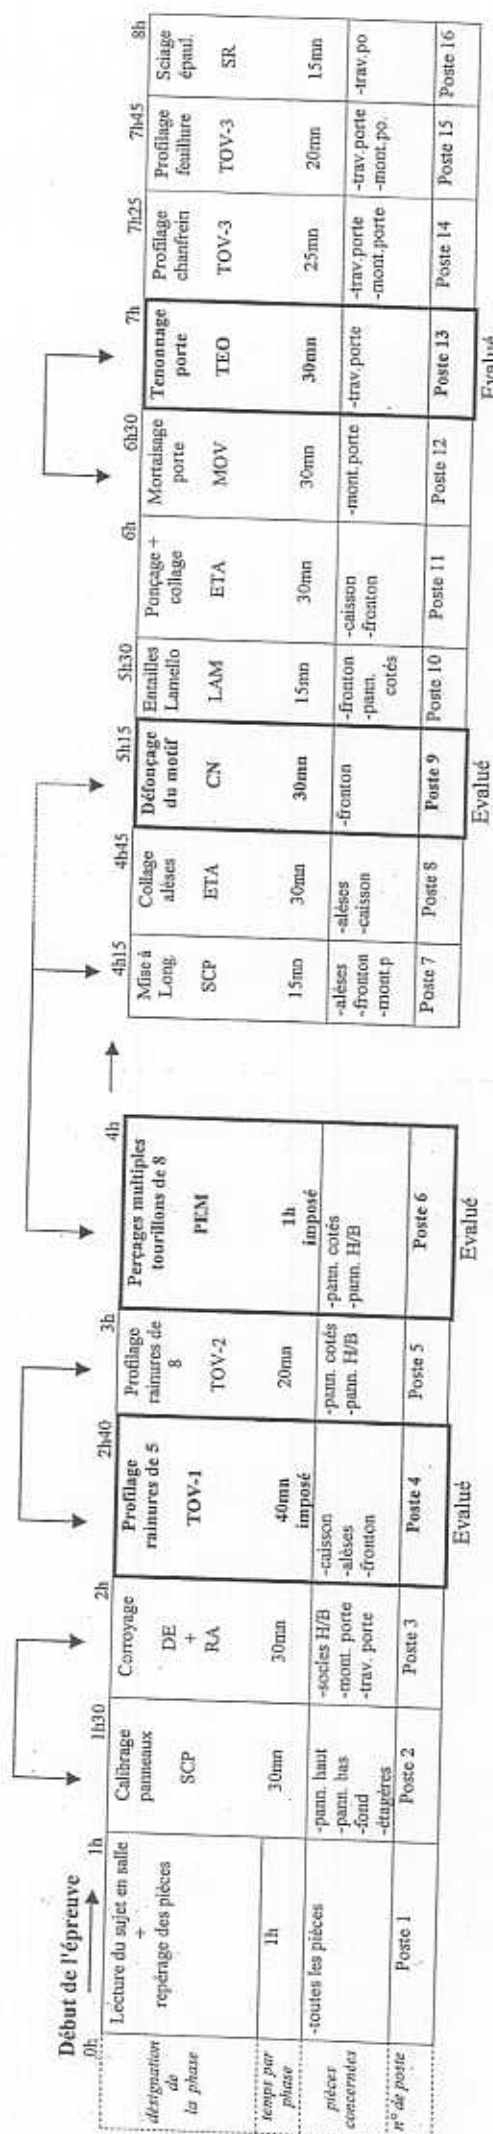 Début de l'épreuve
0h
1h
1h30
2h
2h40
3h
4h
4h15
4h45
5h15
5h30
6h
6h30
7h
7h25
7h45
8h
désignation
de
la phase
temps par
phase
pièces
concernées
n° de poste
Lecture du sujet en salle
+
repérage des pièces
1h
-toutes les pièces
Poste 1
Calibrage
panneaux
SCP
30mn
-pann. haut
-pann. bas
-fond
-étagères
Poste 2
Corroyage
DE
+
RA
30mn
-socles H/B
-mont. porte
-trav. porte
Poste 3
Profilage
rainures de 5
TOV-1
40mn
imposé
-caisson
-alèses
-fronton
Poste 4
Evalué
Profilage
rainures de
8
TOV-2
20mn
-pann. cotés
-pann. H/B
Poste 5
Perçages multiples
tourillons de 8
PEM
1h
imposé
-pann. cotés
-pann. H/B
Poste 6
Evalué
Mise à
Long.
SCP
15mn
-alèses
-fronton
-mont.p
Poste 7
Collage
alèses
ETA
30mn
-alèses
-caisson
Poste 8
Défonçage
du motif
CN
30mn
-fronton
Poste 9
Evalué
Entailles
Lamello
LAM
15mn
-fronton
-pann.
cotés
Poste 10
Ponçage +
collage
ETA
30mn
-caisson
-fronton
Poste 11
Mortaisage
porte
MOV
30mn
-mont.porte
Poste 12
Tenonnage
porte
TEO
30mn
-trav.porte
Poste 13
Evalué
Profilage
chanfrein
TOV-3
25mn
-trav.porte
-mont.porte
Poste 14
Profilage
feuillure
TOV-3
20mn
-trav.porte
-mont.po.
Poste 15
Sciage
épaul.
SR
15mn
-trav.po
Poste 16